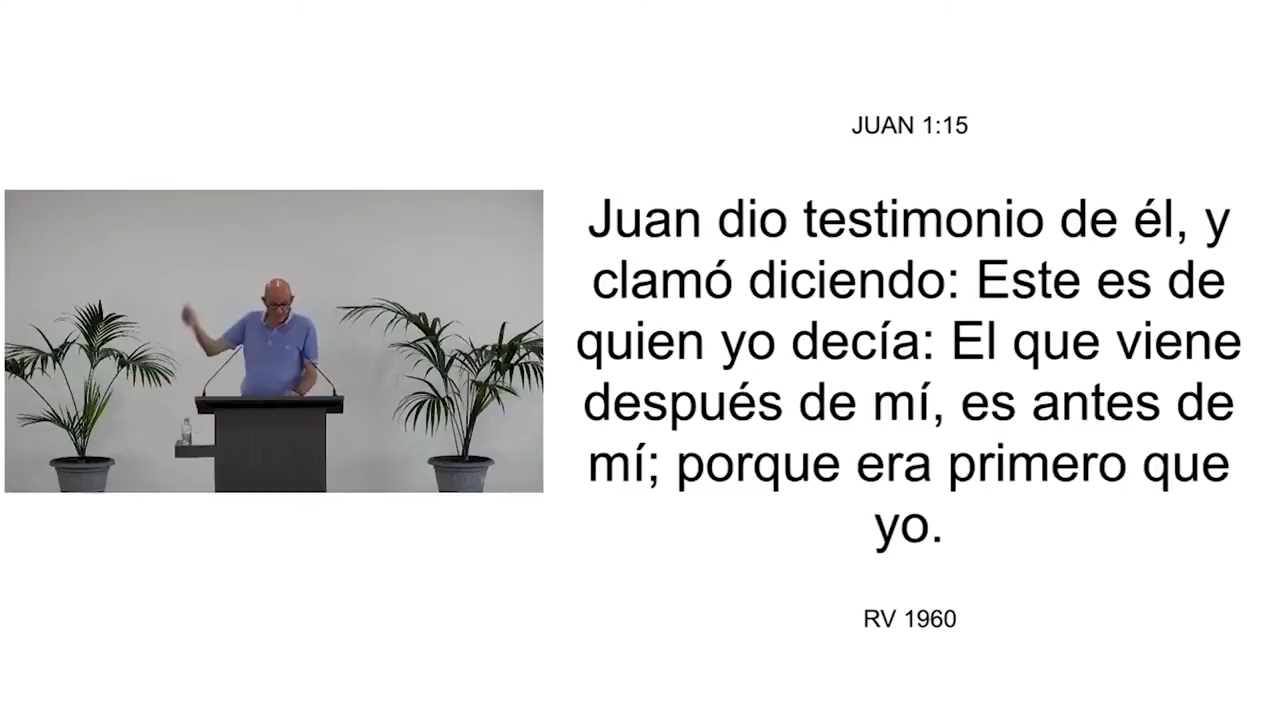 JUAN 1:15
Juan dio testimonio de él, y
clamó diciendo: Este es de
quien yo decía: El que viene
después de mí, es antes de
mí; porque era primero que
yo.
RV 1960